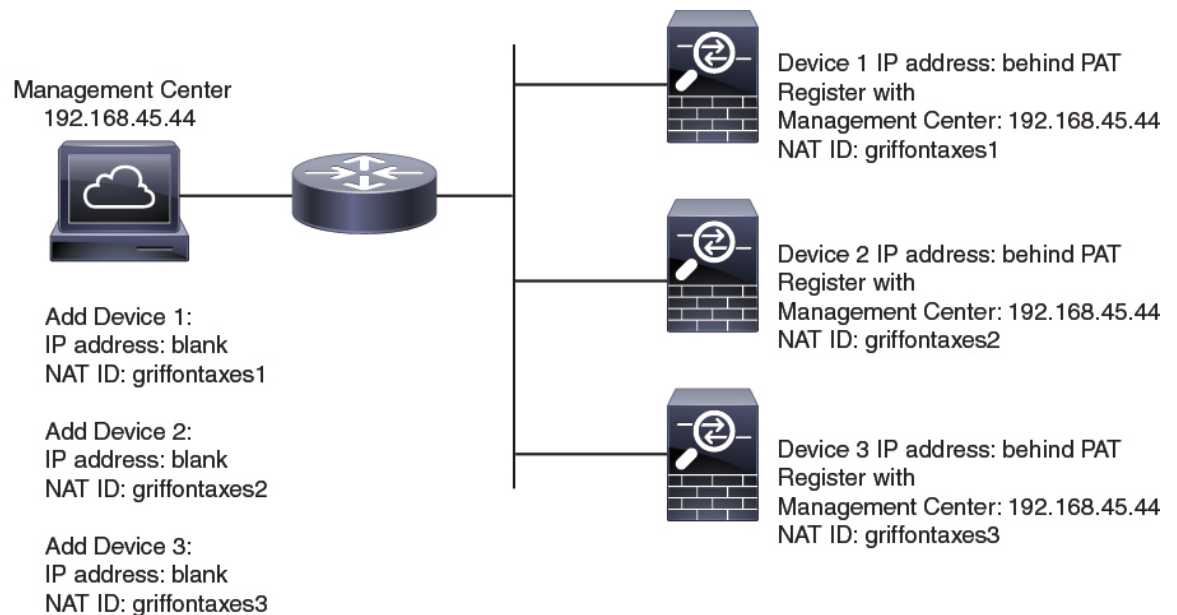 Management Center
192.168.45.44
Add Device 1:
IP address: blank
NAT ID: griffontaxes1
Add Device 2:
IP address: blank
NAT ID: griffontaxes2
Add Device 3:
IP address: blank
NAT ID: griffontaxes3
Device 1 IP address: behind PAT
Register with
Management Center: 192.168.45.44
NAT ID: griffontaxes1
Device 2 IP address: behind PAT
Register with
Management Center: 192.168.45.44
NAT ID: griffontaxes2
Device 3 IP address: behind PAT
Register with
Management Center: 192.168.45.44
NAT ID: griffontaxes3